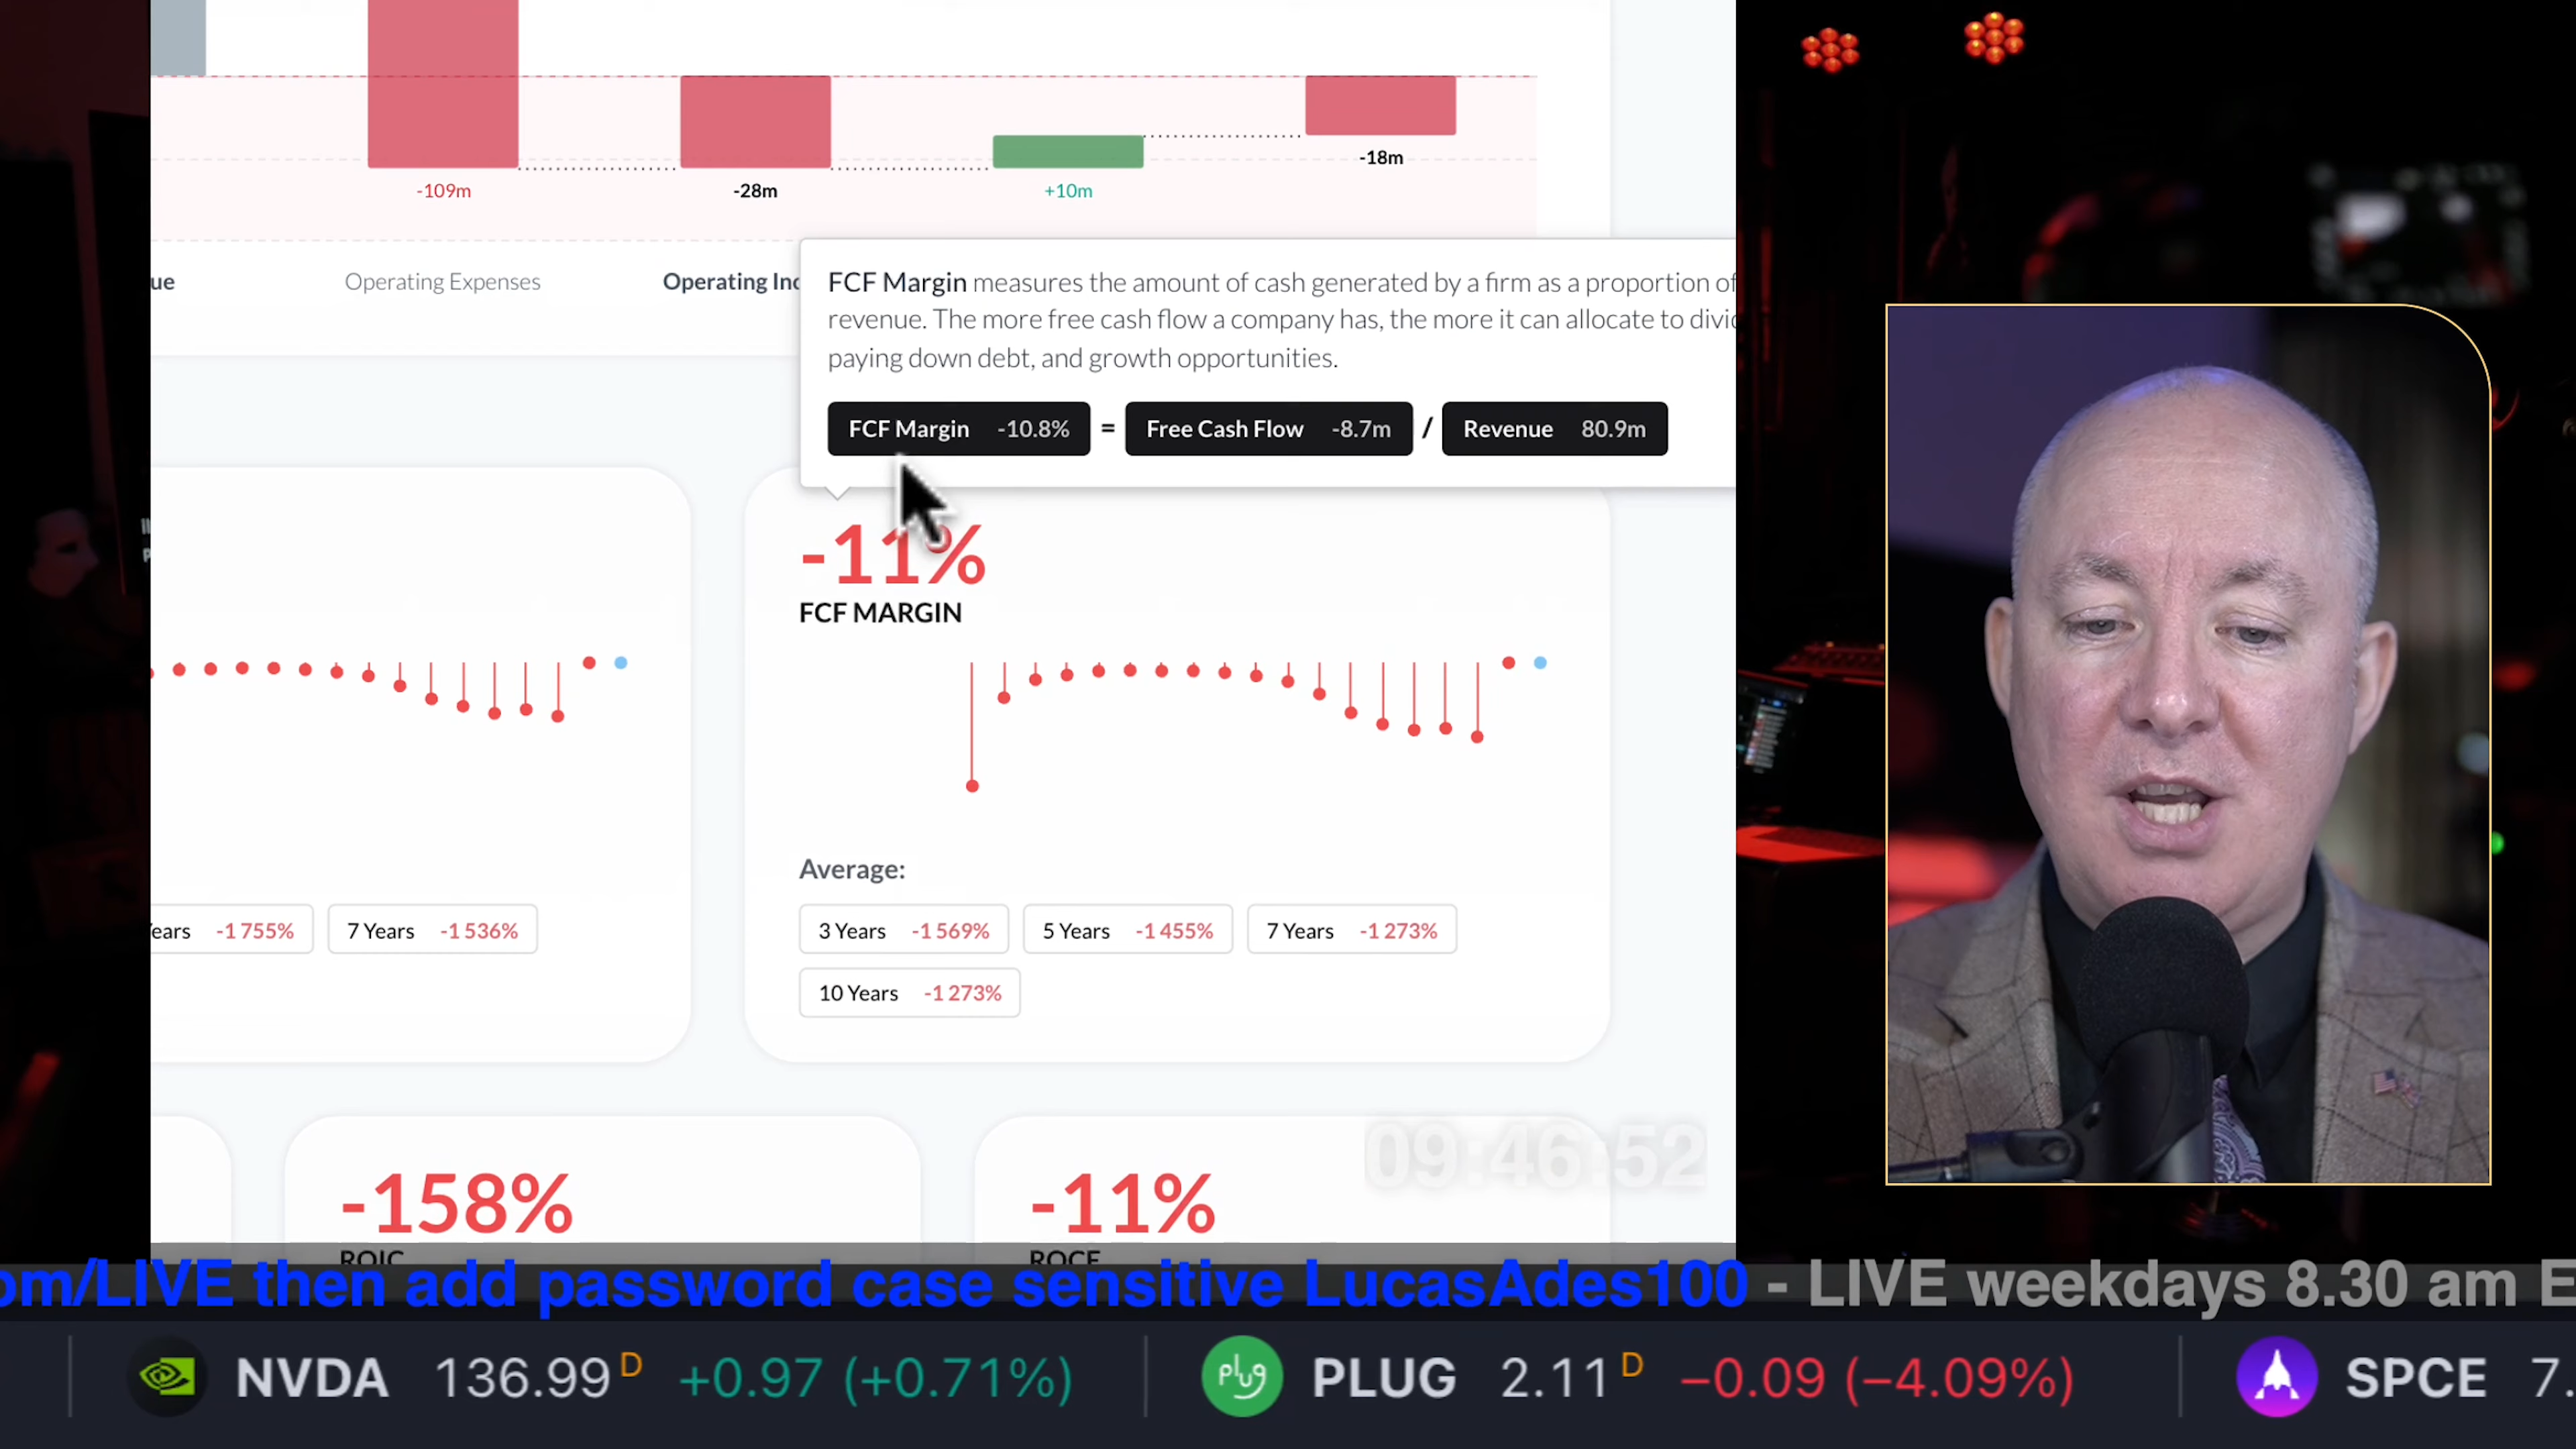 -109m
-28m
+10m
-18m
ue
Operating Expenses
Operating Inc
FCF Margin measures the amount of cash generated by a firm as a proportion of
revenue. The more free cash flow a company has, the more it can allocate to divid
paying down debt, and growth opportunities.
FCF Margin -10.8% = Free Cash Flow -8.7m / Revenue 80.9m
-11%
FCF MARGIN
Average:
ears -1 755%
7 Years -1 536%
3 Years -1 569%
5 Years -1 455%
7 Years -1 273%
10 Years -1 273%
09:46:52
-158%
ROIC
-11%
ROCE
om/LIVE then add password case sensitive LucasAdes100 - LIVE weekdays 8.30 am E
NVDA 136.99 D +0.97 (+0.71%)
plug PLUG 2.11 D −0.09 (−4.09%)
SPCE 7.